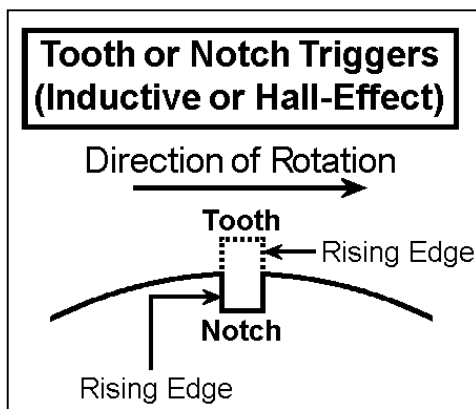 Tooth or Notch Triggers
(Inductive or Hall-Effect)
Direction of Rotation
Tooth
Rising Edge
Notch
Rising Edge